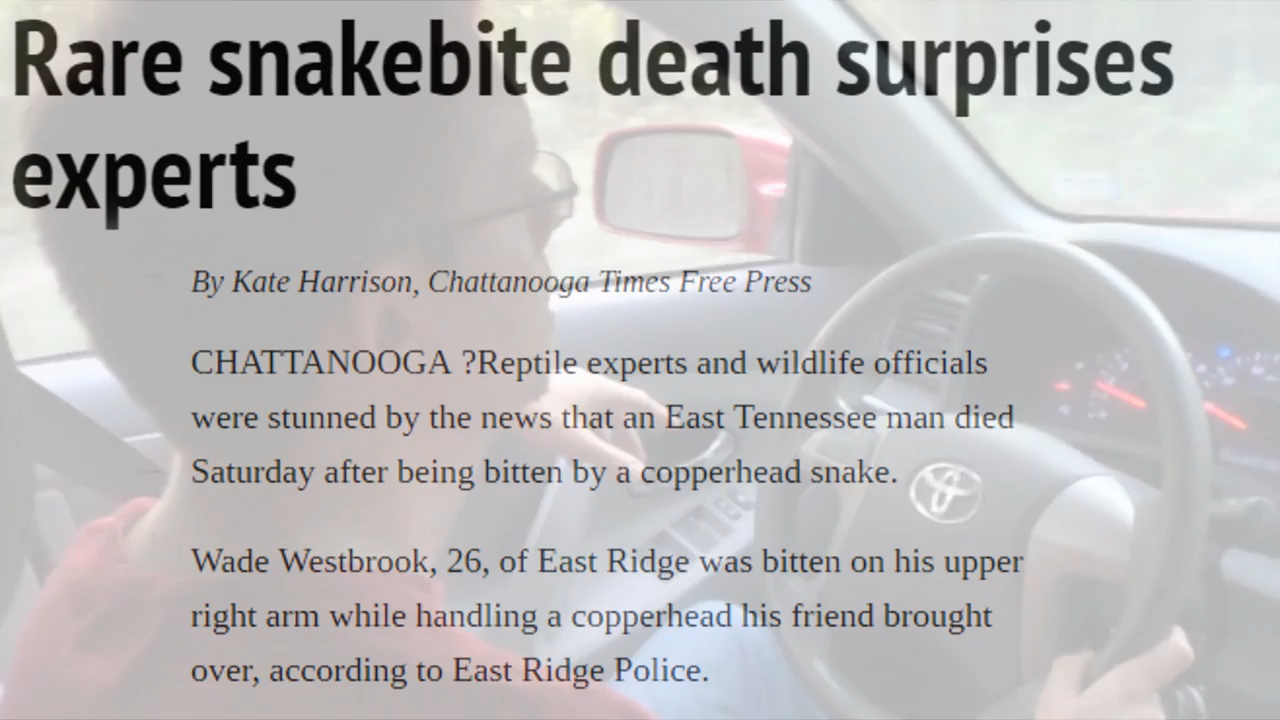 Rare snakebite death surprises
experts
By Kate Harrison, Chattanooga Times Free Press
CHATTANOOGA ?Reptile experts and wildlife officials
were stunned by the news that an East Tennessee man died
Saturday after being bitten by a copperhead snake.
Wade Westbrook, 26, of East Ridge was bitten on his upper
right arm while handling a copperhead his friend brought
over, according to East Ridge Police.